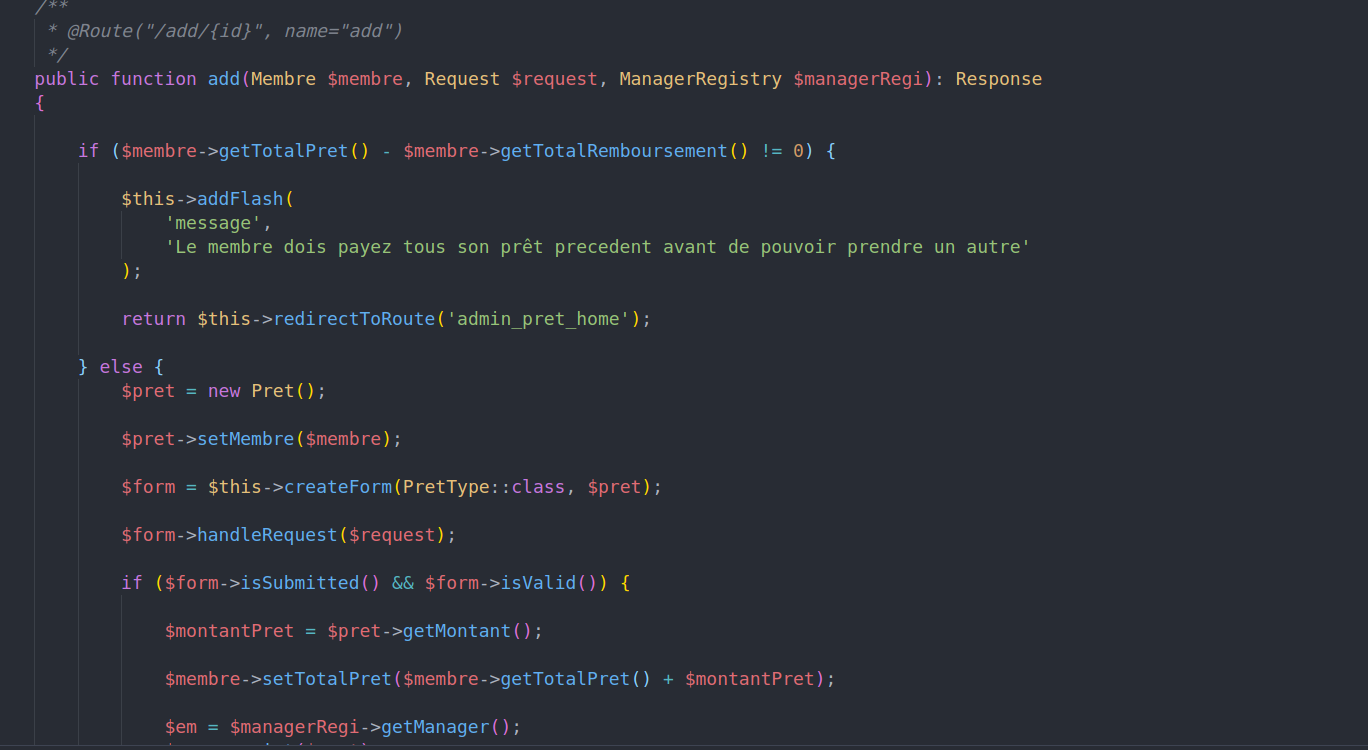 /**
 * @Route("/add/{id}", name="add")
 */
public function add(Membre $membre, Request $request, ManagerRegistry $managerRegi): Response
{
    if ($membre->getTotalPret() - $membre->getTotalRemboursement() != 0) {
        $this->addFlash(
            'message',
            'Le membre dois payez tous son prêt precedent avant de pouvoir prendre un autre'
        );
        return $this->redirectToRoute('admin_pret_home');
    } else {
        $pret = new Pret();
        $pret->setMembre($membre);
        $form = $this->createForm(PretType::class, $pret);
        $form->handleRequest($request);
        if ($form->isSubmitted() && $form->isValid()) {
            $montantPret = $pret->getMontant();
            $membre->setTotalPret($membre->getTotalPret() + $montantPret);
            $em = $managerRegi->getManager();